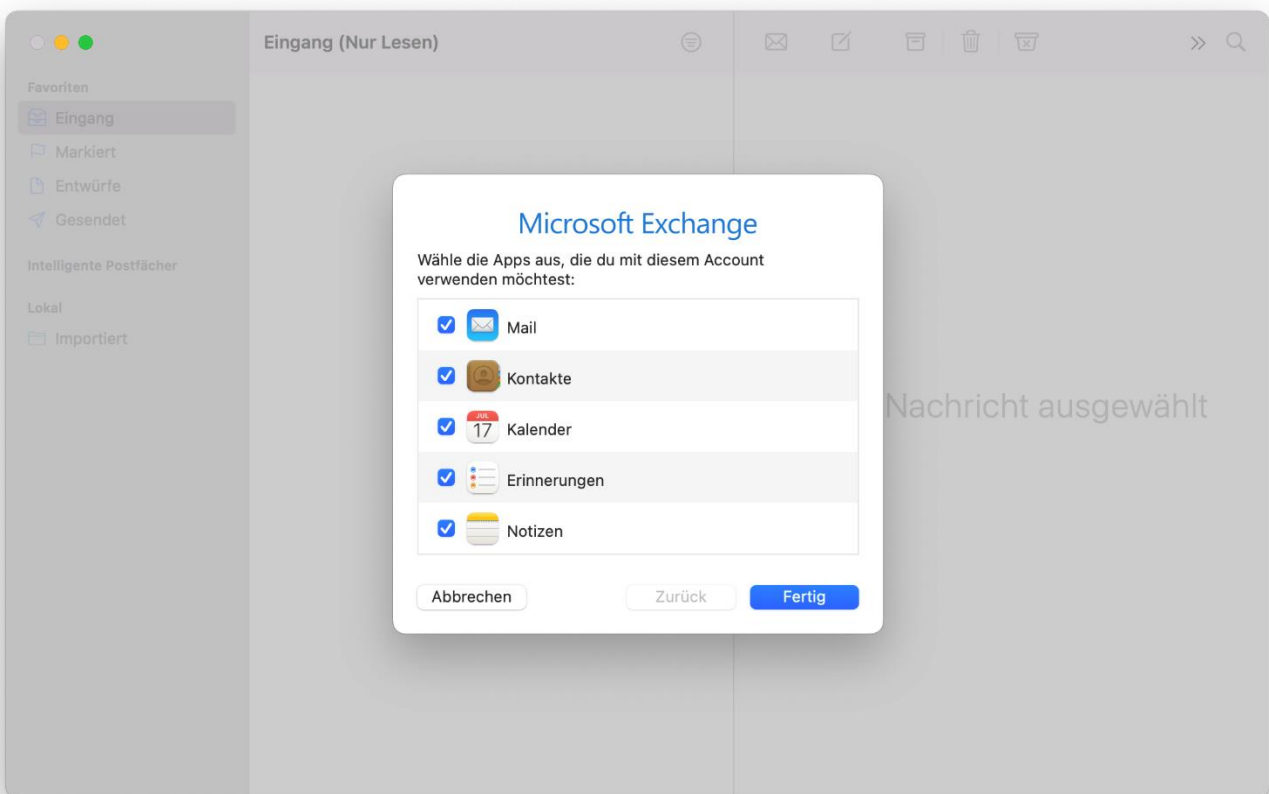 Eingang (Nur Lesen)
Favoriten
Eingang
Markiert
Entwürfe
Gesendet
Intelligente Postfächer
Lokal
Importiert
Microsoft Exchange
Wähle die Apps aus, die du mit diesem Account
verwenden möchtest:
Mail
Kontakte
JUL
17
Kalender
Erinnerungen
Notizen
Abbrechen
Zurück
Fertig
Nachricht ausgewählt